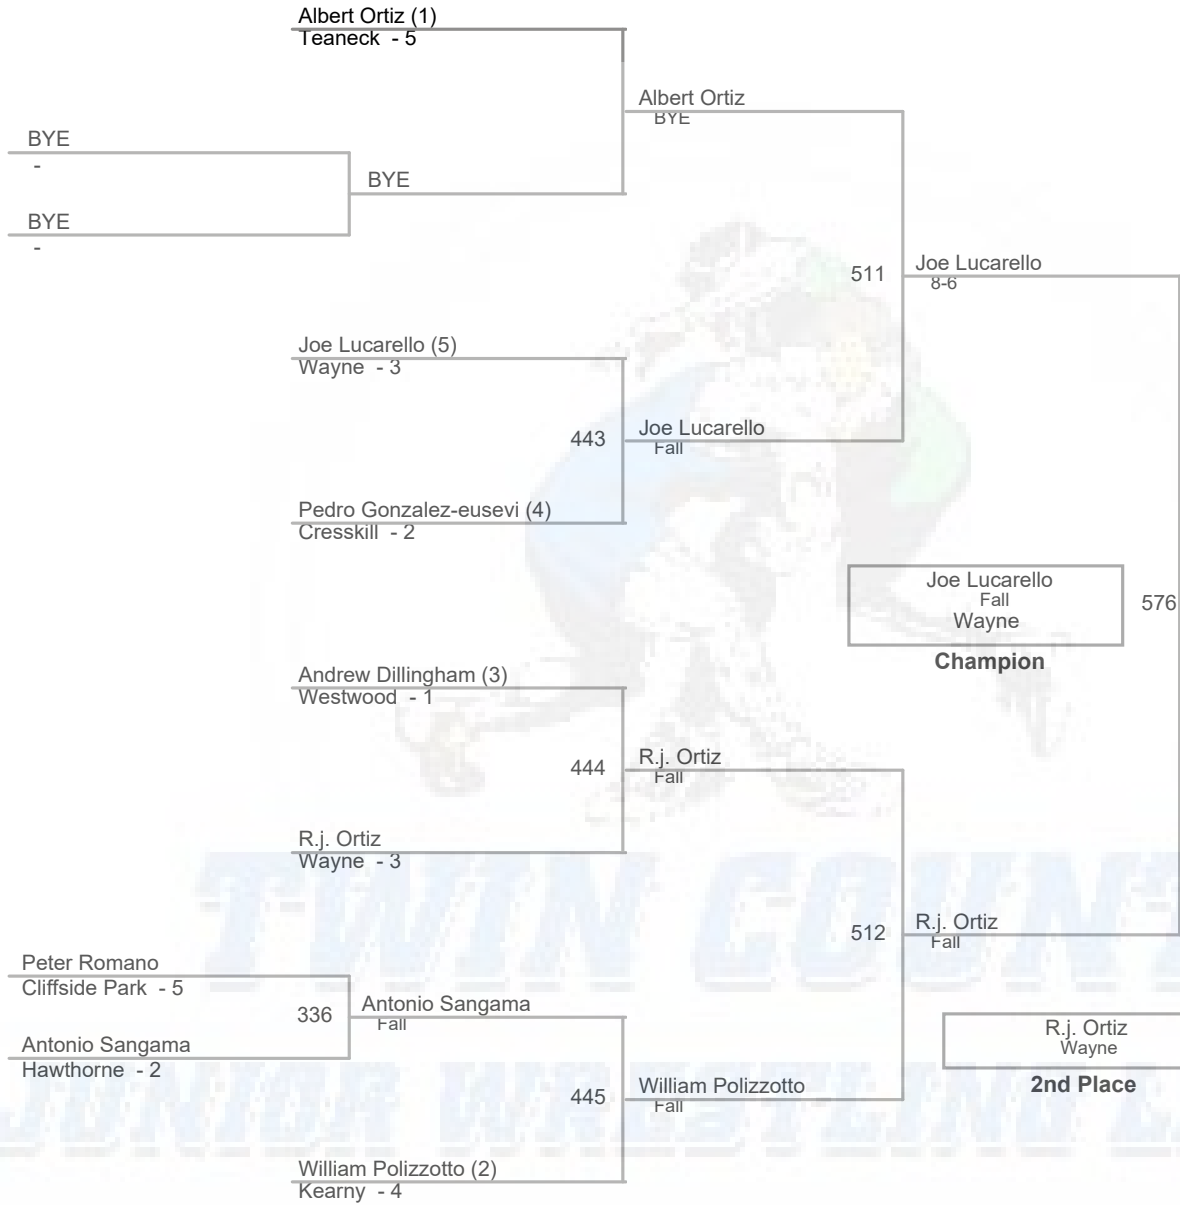 Albert Ortiz (1)
Teaneck - 5
Albert Ortiz
BYE
BYE
-
BYE
BYE
-
511
Joe Lucarello
8-6
Joe Lucarello (5)
Wayne - 3
443
Joe Lucarello
Fall
Pedro Gonzalez-eusevi (4)
Cresskill - 2
Joe Lucarello
Fall
Wayne
576
Champion
Andrew Dillingham (3)
Westwood - 1
444
R.j. Ortiz
Fall
R.j. Ortiz
Wayne - 3
TWIN COUNT
512
R.j. Ortiz
Fall
Peter Romano
Cliffside Park - 5
336
Antonio Sangama
Fall
Antonio Sangama
Hawthorne - 2
R.j. Ortiz
Wayne
2nd Place
JUNIOR WRESTLING
445
William Polizzotto
Fall
William Polizzotto (2)
Kearny - 4